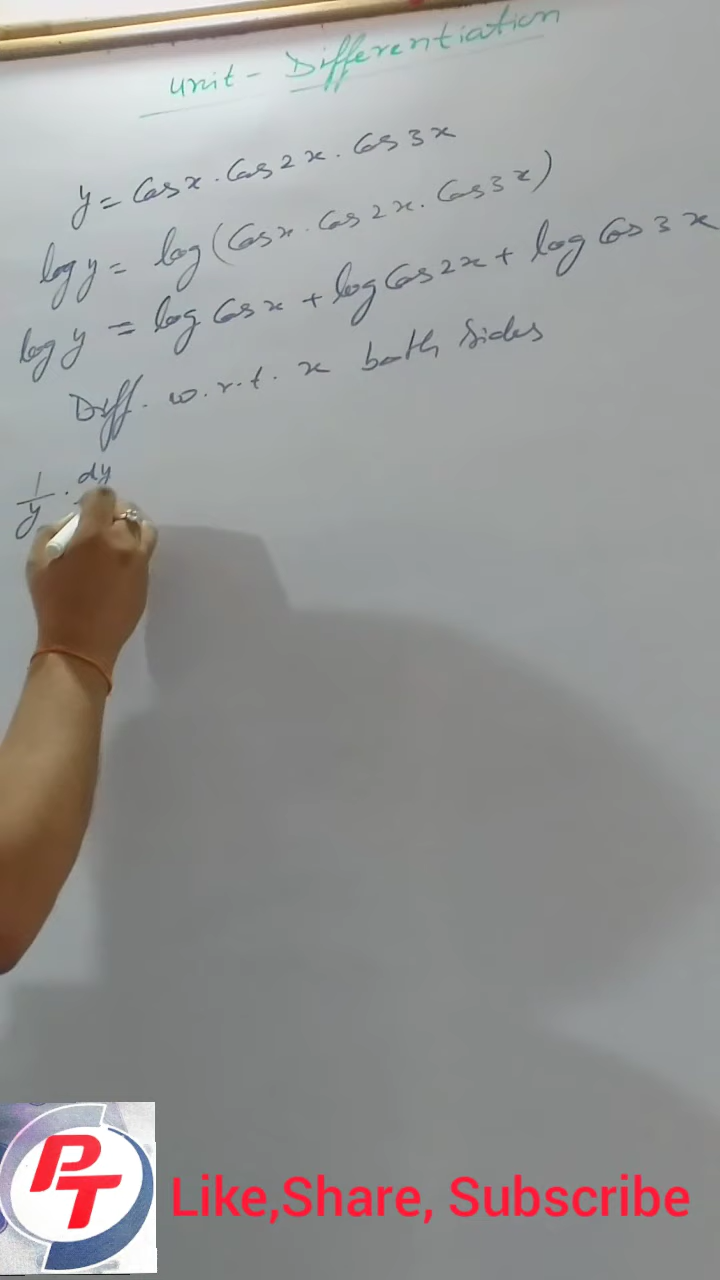 Unit - Differentiation
y = Cos x . Cos 2x . Cos 3x
log y = log (Cos x . Cos 2x . Cos 3x)
log y = log Cos x + log Cos 2x + log Cos 3x
Diff. w.r.t. x both sides
1/y . dy
PT
Like,Share, Subscribe